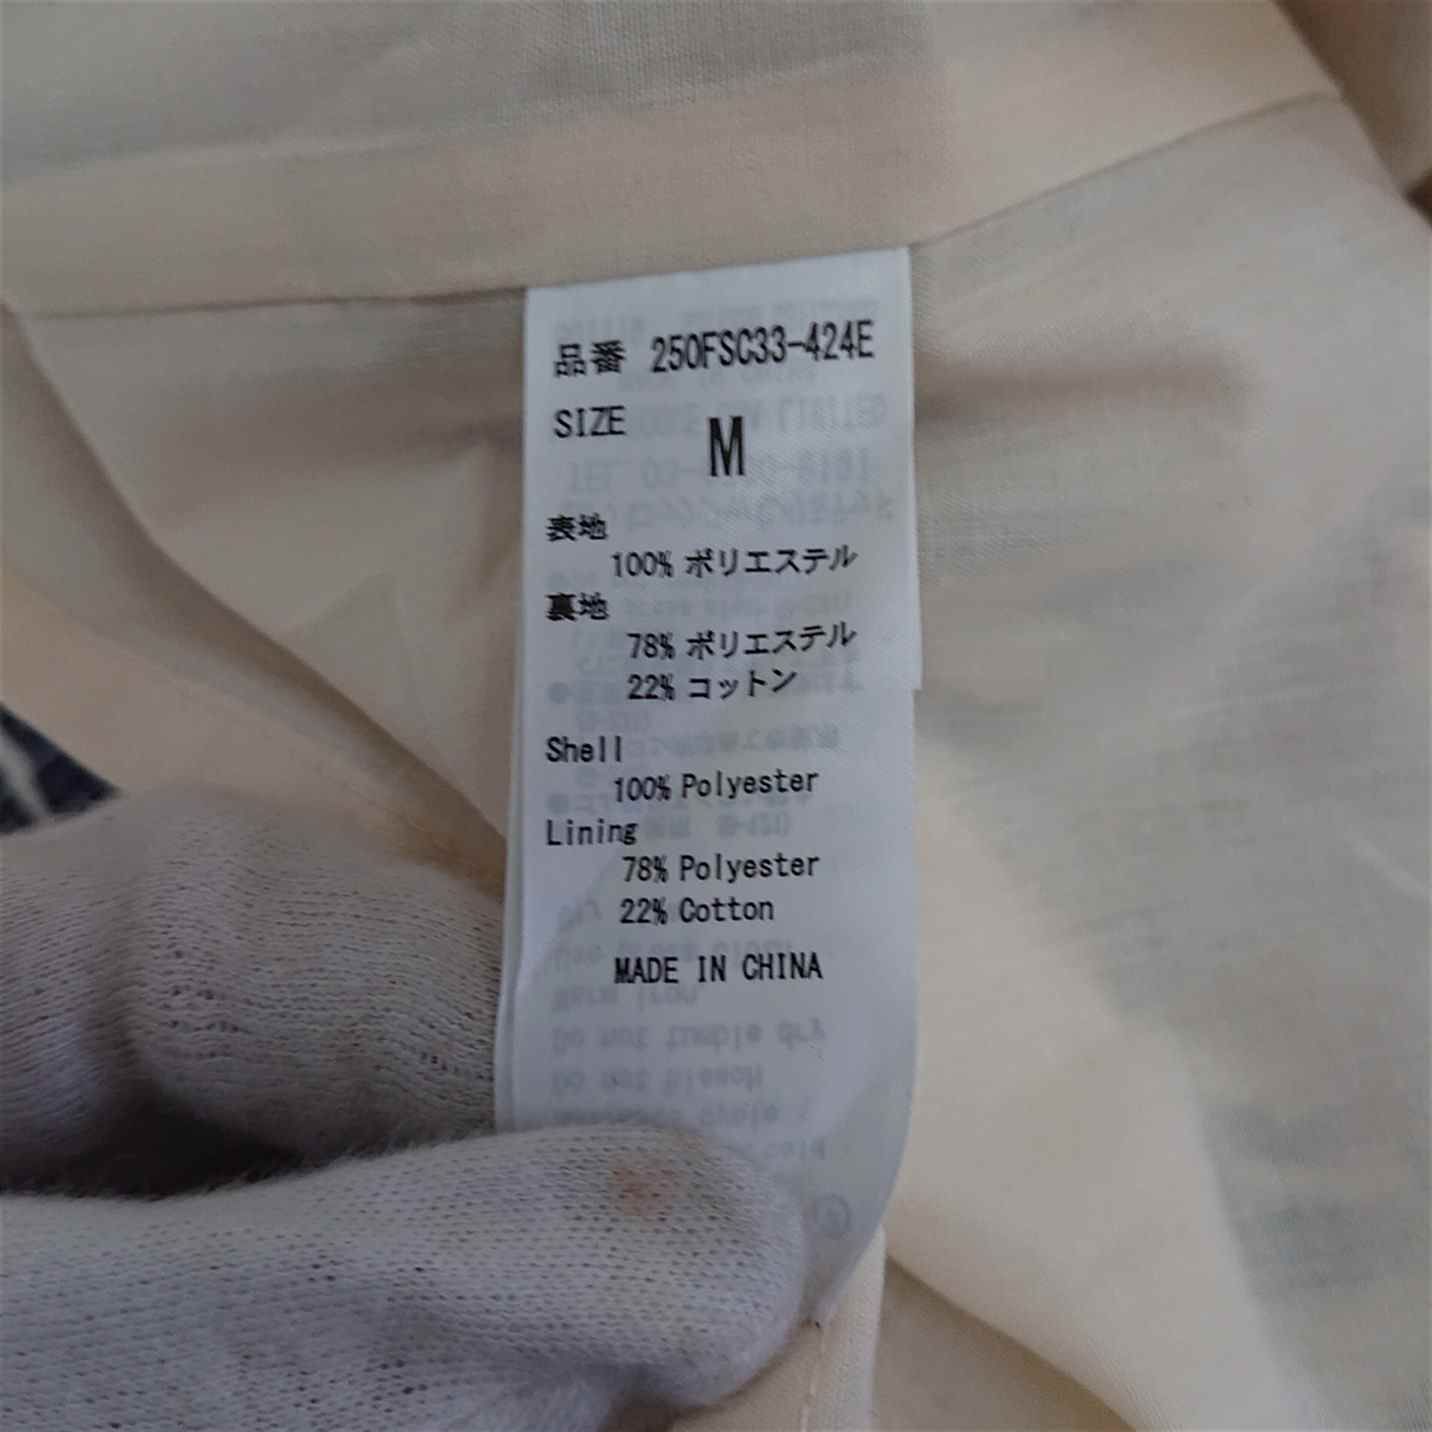 品番 250FSC33-424E
SIZE M
表地
100% ポリエステル
裏地
78% ポリエステル
22% コットン
Shell
100% Polyester
Lining
78% Polyester
22% Cotton
MADE IN CHINA